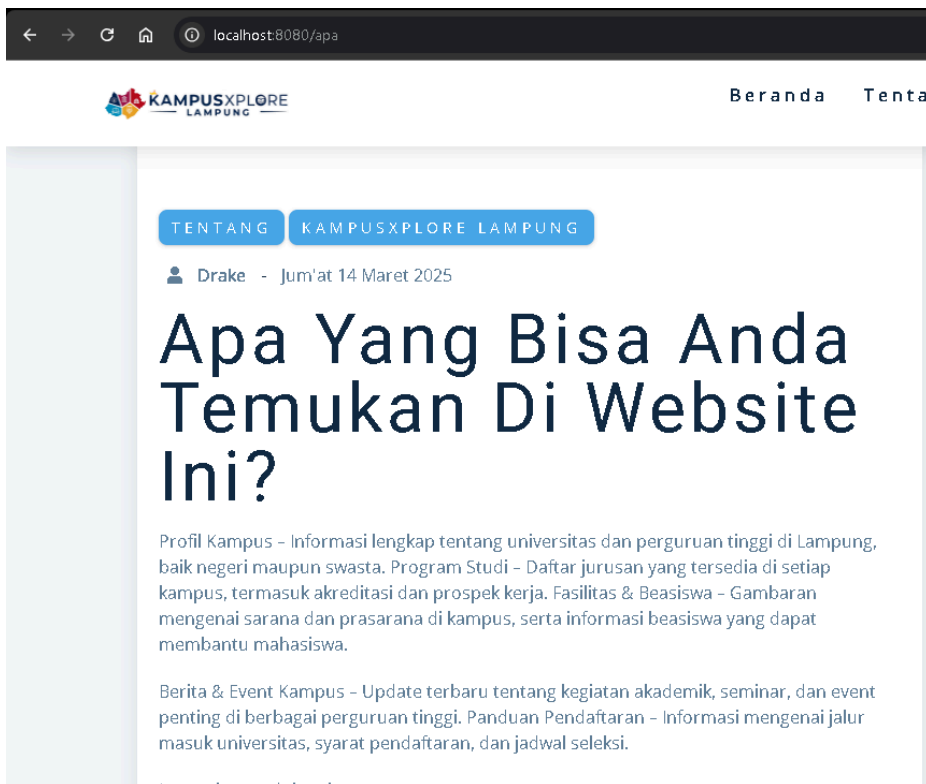 localhost:8080/apa
KAMPUSXPLORE
LAMPUNG
Beranda Tenta
TENTANG KAMPUSXPLORE LAMPUNG
Drake - Jum'at 14 Maret 2025
Apa Yang Bisa Anda
Temukan Di Website
Ini?
Profil Kampus – Informasi lengkap tentang universitas dan perguruan tinggi di Lampung,
baik negeri maupun swasta. Program Studi – Daftar jurusan yang tersedia di setiap
kampus, termasuk akreditasi dan prospek kerja. Fasilitas & Beasiswa – Gambaran
mengenai sarana dan prasarana di kampus, serta informasi beasiswa yang dapat
membantu mahasiswa.
Berita & Event Kampus – Update terbaru tentang kegiatan akademik, seminar, dan event
penting di berbagai perguruan tinggi. Panduan Pendaftaran – Informasi mengenai jalur
masuk universitas, syarat pendaftaran, dan jadwal seleksi.